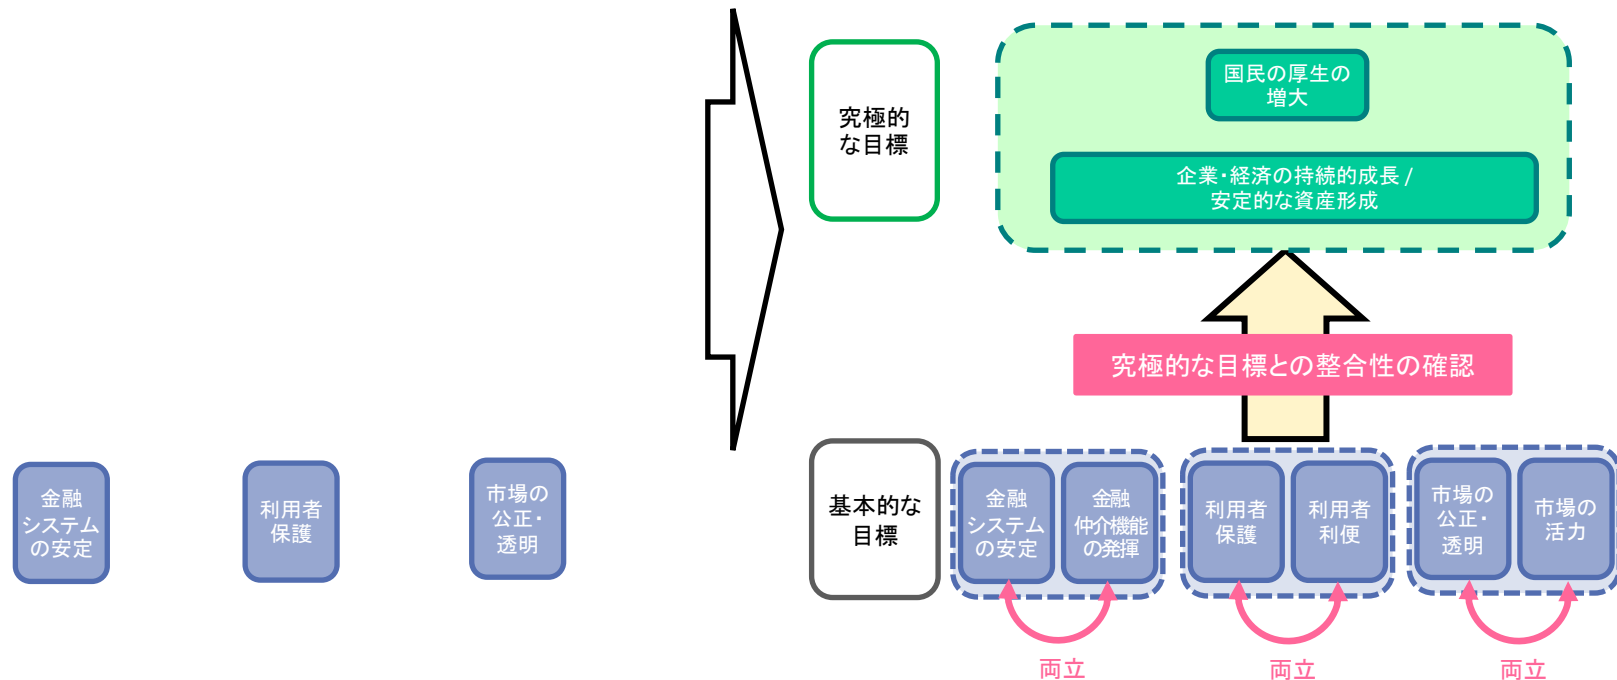 究極的
な目標
国民の厚生の
増大
企業・経済の持続的成長 /
安定的な資産形成
究極的な目標との整合性の確認
金融
システム
の安定
利用者
保護
市場の
公正・
透明
基本的な
目標
金融
システム
の安定
金融
仲介機能
の発揮
利用者
保護
利用者
利便
市場の
公正・
透明
市場の
活力
両立
両立
両立